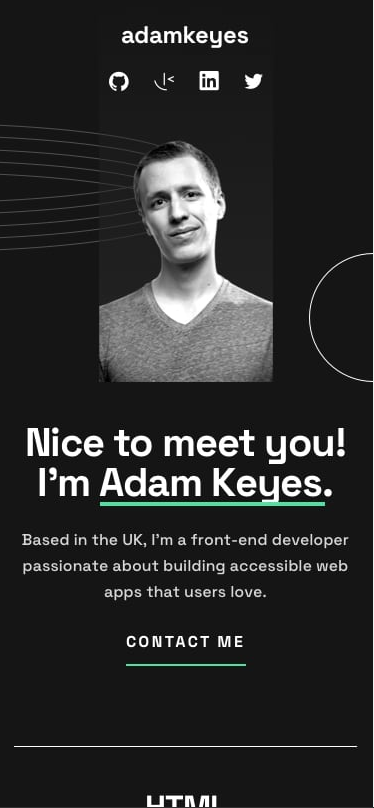 adamkeyes
Nice to meet you!
I'm Adam Keyes.
Based in the UK, I'm a front-end developer
passionate about building accessible web
apps that users love.
CONTACT ME
HTML